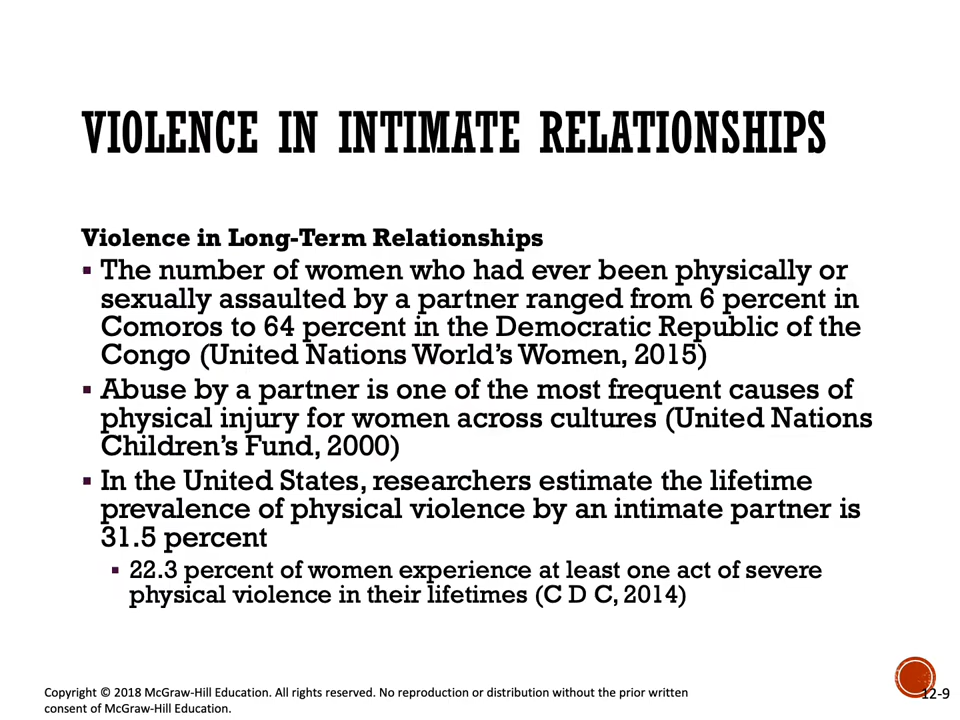 VIOLENCE IN INTIMATE RELATIONSHIPS
Violence in Long-Term Relationships
▪ The number of women who had ever been physically or
sexually assaulted by a partner ranged from 6 percent in
Comoros to 64 percent in the Democratic Republic of the
Congo (United Nations World’s Women, 2015)
▪ Abuse by a partner is one of the most frequent causes of
physical injury for women across cultures (United Nations
Children’s Fund, 2000)
▪ In the United States, researchers estimate the lifetime
prevalence of physical violence by an intimate partner is
31.5 percent
▪ 22.3 percent of women experience at least one act of severe
physical violence in their lifetimes (C D C, 2014)
Copyright © 2018 McGraw-Hill Education. All rights reserved. No reproduction or distribution without the prior written
consent of McGraw-Hill Education.
12-9